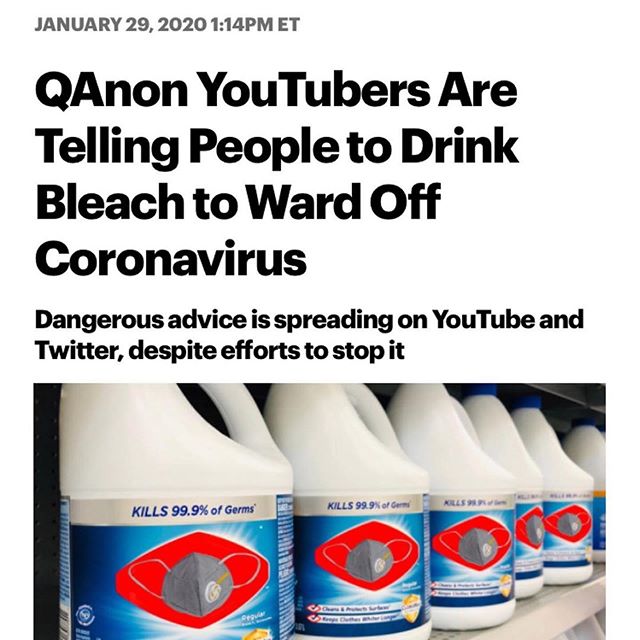 JANUARY 29, 2020 1:14PM ET
QAnon YouTubers Are
Telling People to Drink
Bleach to Ward Off
Coronavirus
Dangerous advice is spreading on YouTube and
Twitter, despite efforts to stop it
KILLS 99.9% of Germs*
KILLS 99.9% of Germs*
KILLS 99.9% of Germs*
Regular
Regular
Cleans & Protects Surfaces
Keeps Clothes Whiter Longer